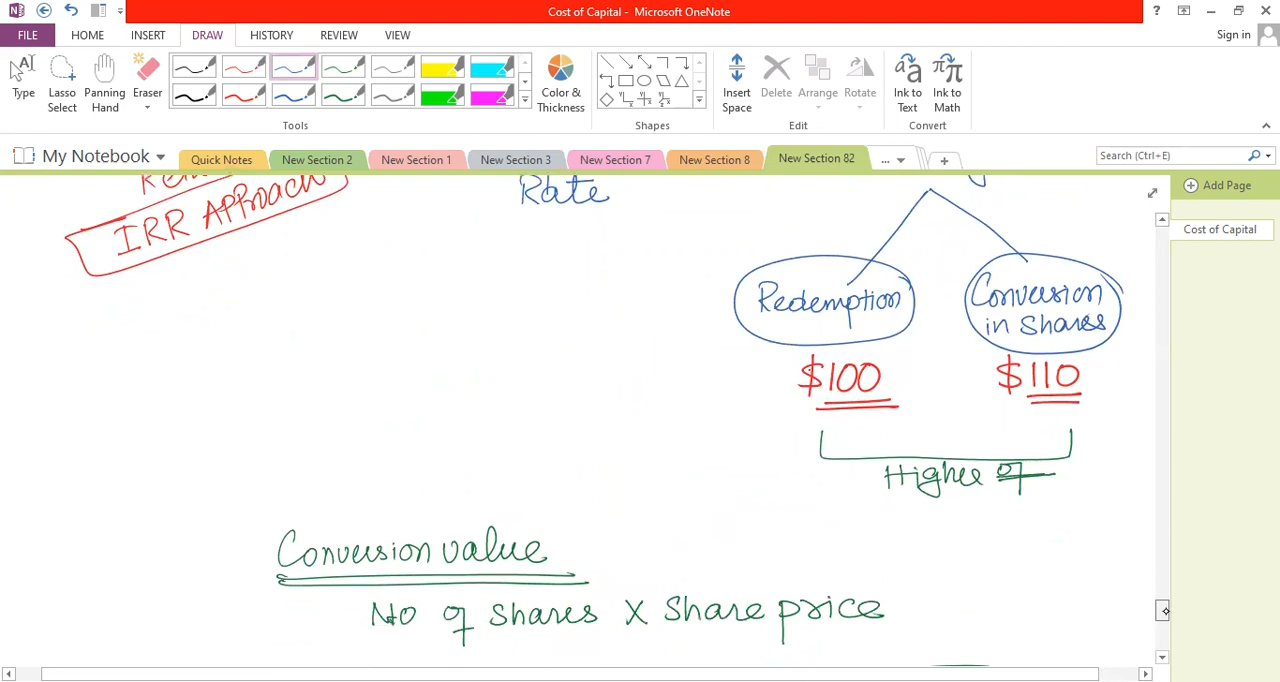 Cost of Capital - Microsoft OneNote
?
FILE
HOME
INSERT
DRAW
HISTORY
REVIEW
VIEW
Sign in
Type
Lasso Select
Panning Hand
Eraser
Color & Thickness
Insert Space
Delete
Arrange
Rotate
Ink to Text
Ink to Math
Tools
Shapes
Edit
Convert
My Notebook
Quick Notes
New Section 2
New Section 1
New Section 3
New Section 7
New Section 8
New Section 82
...
+
Search (Ctrl+E)
Add Page
Cost of Capital
IRR APPROACH
Rate
Redemption
Conversion
in Shares
$100
$110
Higher of
Conversion value
No of shares X Share price